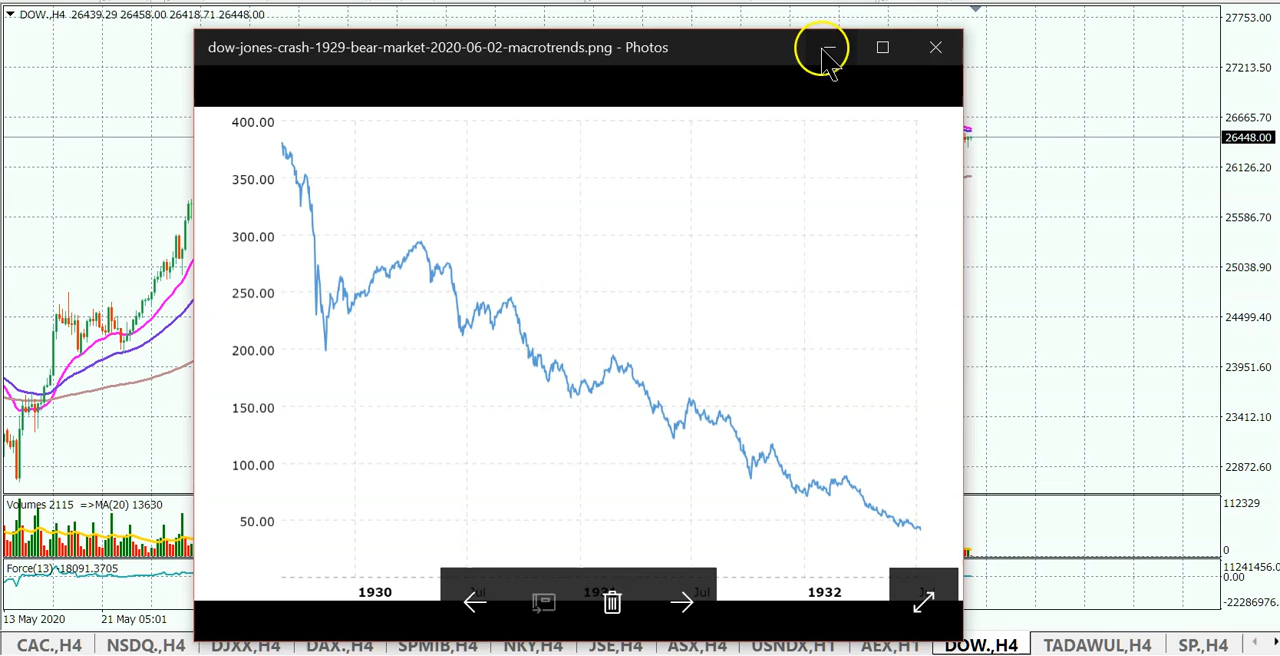 DOW.,H4 26439.29 26458.00 26418.71 26448.00
dow-jones-crash-1929-bear-market-2020-06-02-macrotrends.png - Photos
400.00
350.00
300.00
250.00
200.00
150.00
100.00
50.00
1930
Jul
Jul
1932
27753.00
27213.50
26665.70
26448.00
26126.20
25586.70
25038.90
24499.40
23951.60
23412.10
22872.60
Volumes 2115 =>MA(20) 13630
112329
0
Force(13) -18091.3705
11241456.0
0.00
-22286976.
13 May 2020
21 May 05:01
CAC.,H4
NSDQ.,H4
DJXX,H4
DAX.,H4
SPMIB,H4
NKY,H4
JSE,H4
ASX,H4
USNDX,H1
AEX,H1
DOW.,H4
TADAWUL,H4
SP.,H4